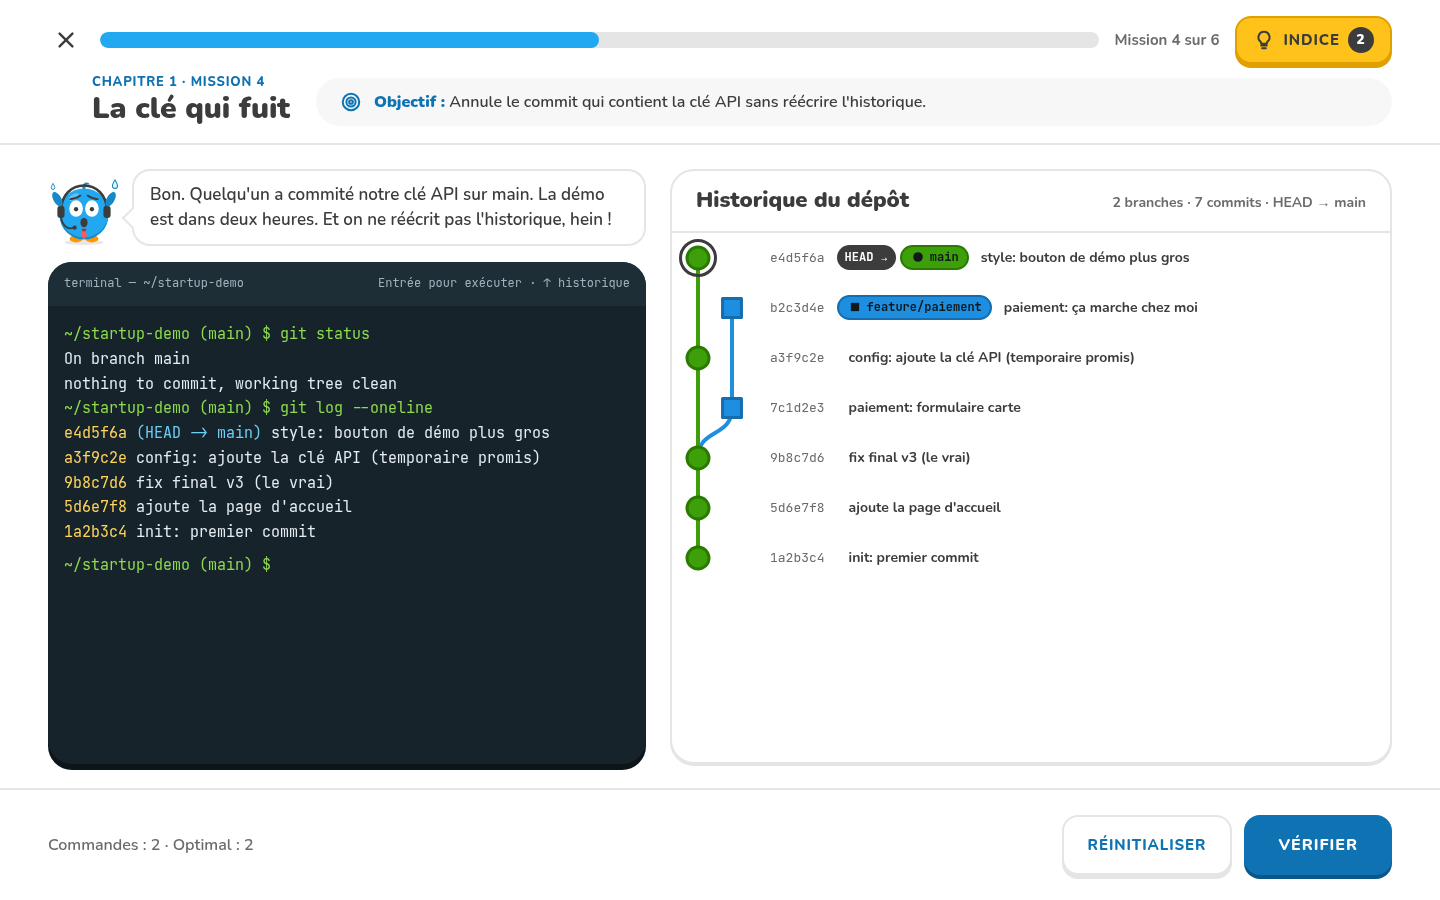 Mission 4 sur 6
INDICE 2
CHAPITRE 1 · MISSION 4
La clé qui fuit
Objectif : Annule le commit qui contient la clé API sans réécrire l'historique.
Bon. Quelqu'un a commité notre clé API sur main. La démo
est dans deux heures. Et on ne réécrit pas l'historique, hein !
terminal — ~/startup-demo
Entrée pour exécuter · ↑ historique
~/startup-demo (main) $ git status
On branch main
nothing to commit, working tree clean
~/startup-demo (main) $ git log --oneline
e4d5f6a (HEAD -> main) style: bouton de démo plus gros
a3f9c2e config: ajoute la clé API (temporaire promis)
9b8c7d6 fix final v3 (le vrai)
5d6e7f8 ajoute la page d'accueil
1a2b3c4 init: premier commit
~/startup-demo (main) $
Historique du dépôt
2 branches · 7 commits · HEAD → main
e4d5f6a HEAD → ● main style: bouton de démo plus gros
b2c3d4e ■ feature/paiement paiement: ça marche chez moi
a3f9c2e config: ajoute la clé API (temporaire promis)
7c1d2e3 paiement: formulaire carte
9b8c7d6 fix final v3 (le vrai)
5d6e7f8 ajoute la page d'accueil
1a2b3c4 init: premier commit
Commandes : 2 · Optimal : 2
RÉINITIALISER
VÉRIFIER